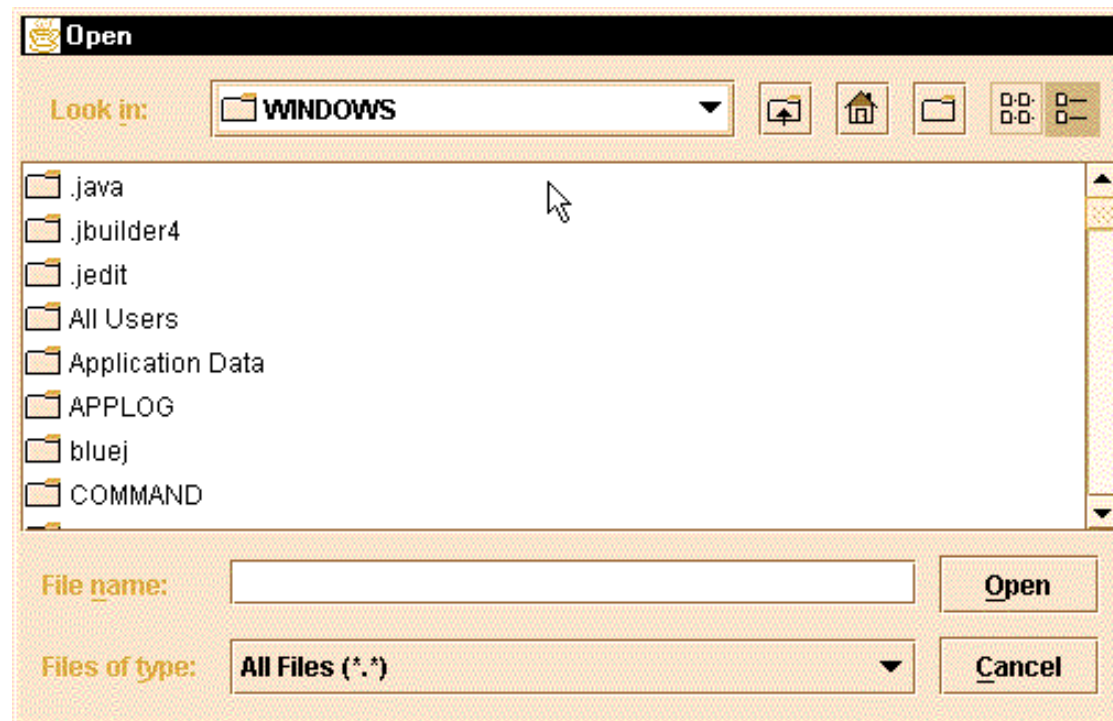 Open
Look in: WINDOWS
.java
.jbuilder4
.jedit
All Users
Application Data
APPLOG
bluej
COMMAND
File name: Open
Files of type: All Files (*.*) Cancel